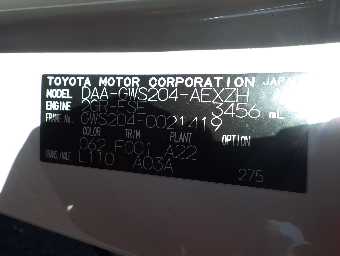 TOYOTA MOTOR CORPORATION JAPAN
MODEL DAA-GWS204-AEXZH
ENGINE 2GR-FSE 3456 mL
FRAME No. GWS204-0021419
COLOR TRIM PLANT OPTION
062 F001 A22
TRANS/AXLE L110 A03A 275